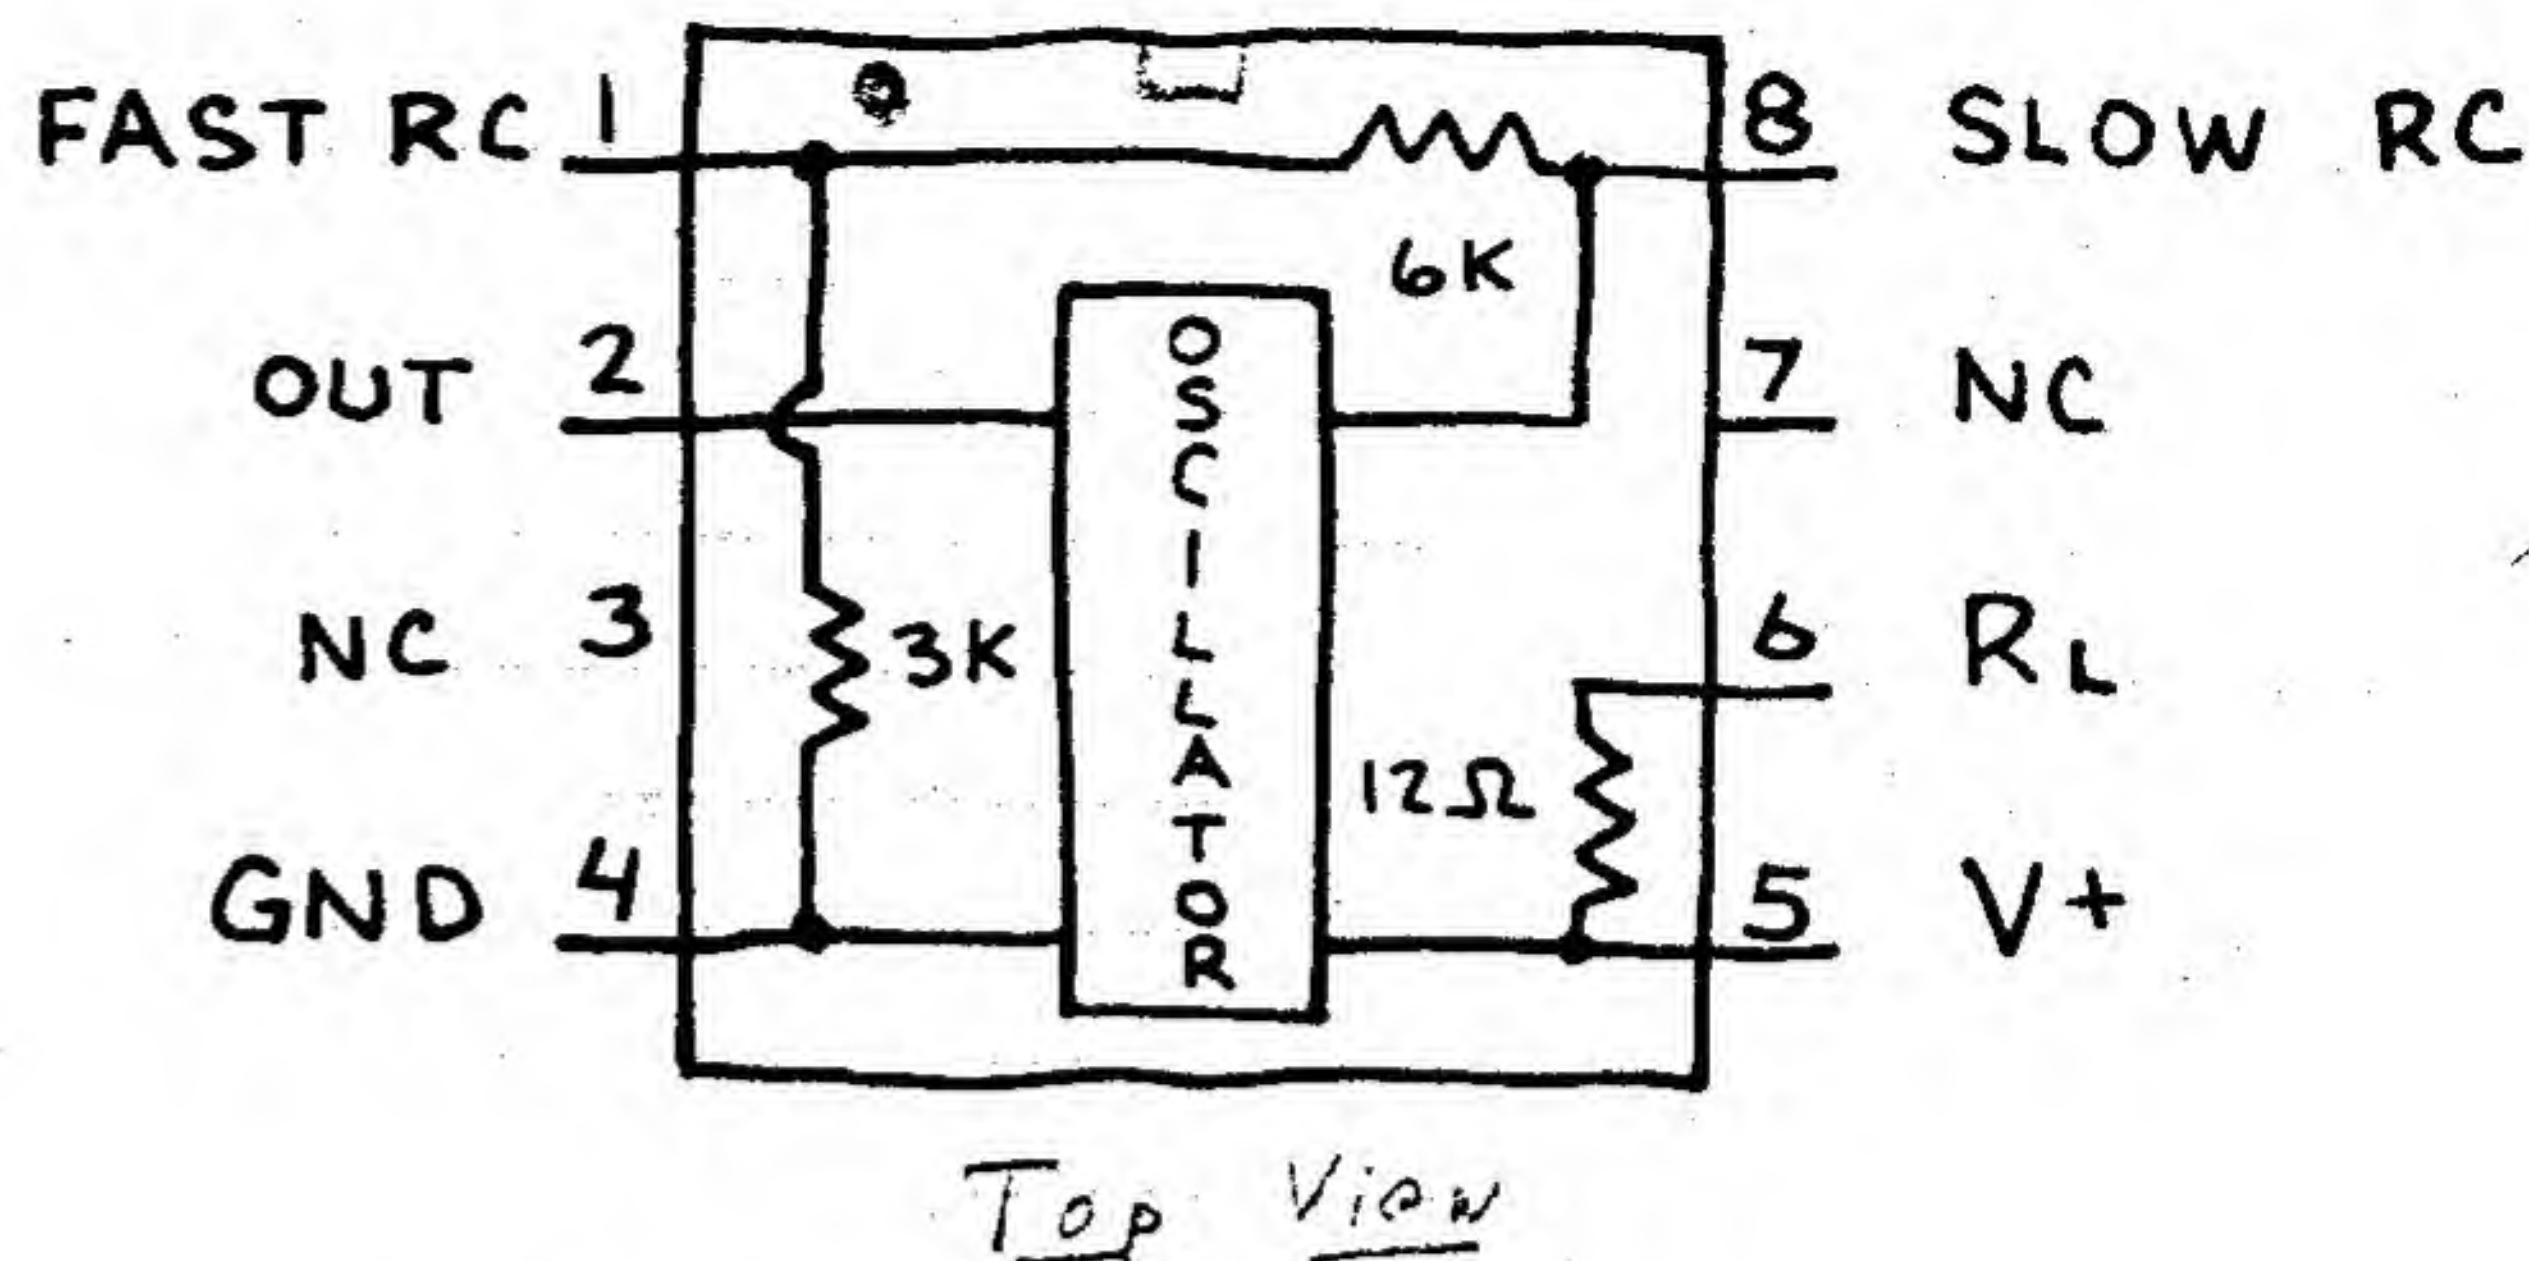 FAST RC 1
8 SLOW RC
6K
OUT 2
7 NC
OSCILLATOR
NC 3
3K
6 RL
12Ω
GND 4
5 V+
Top View